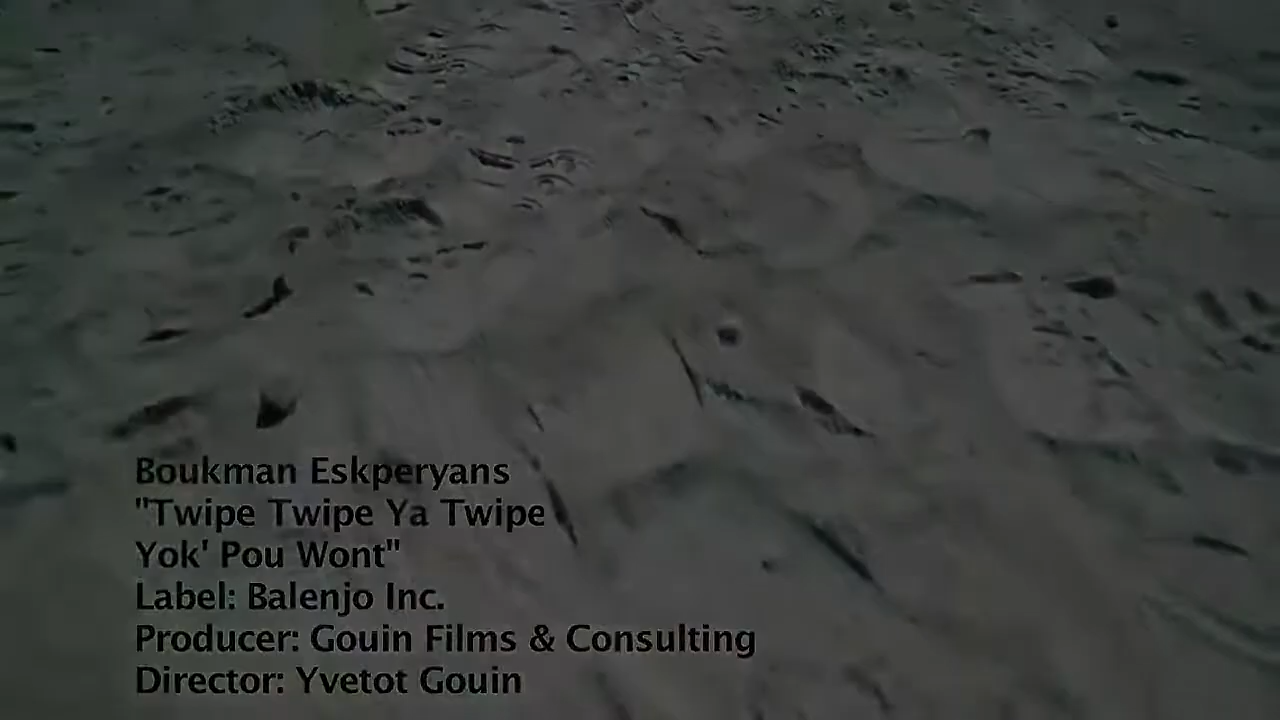 Boukman Eskperyans
"Twipe Twipe Ya Twipe
Yok' Pou Wont"
Label: Balenjo Inc.
Producer: Gouin Films & Consulting
Director: Yvetot Gouin